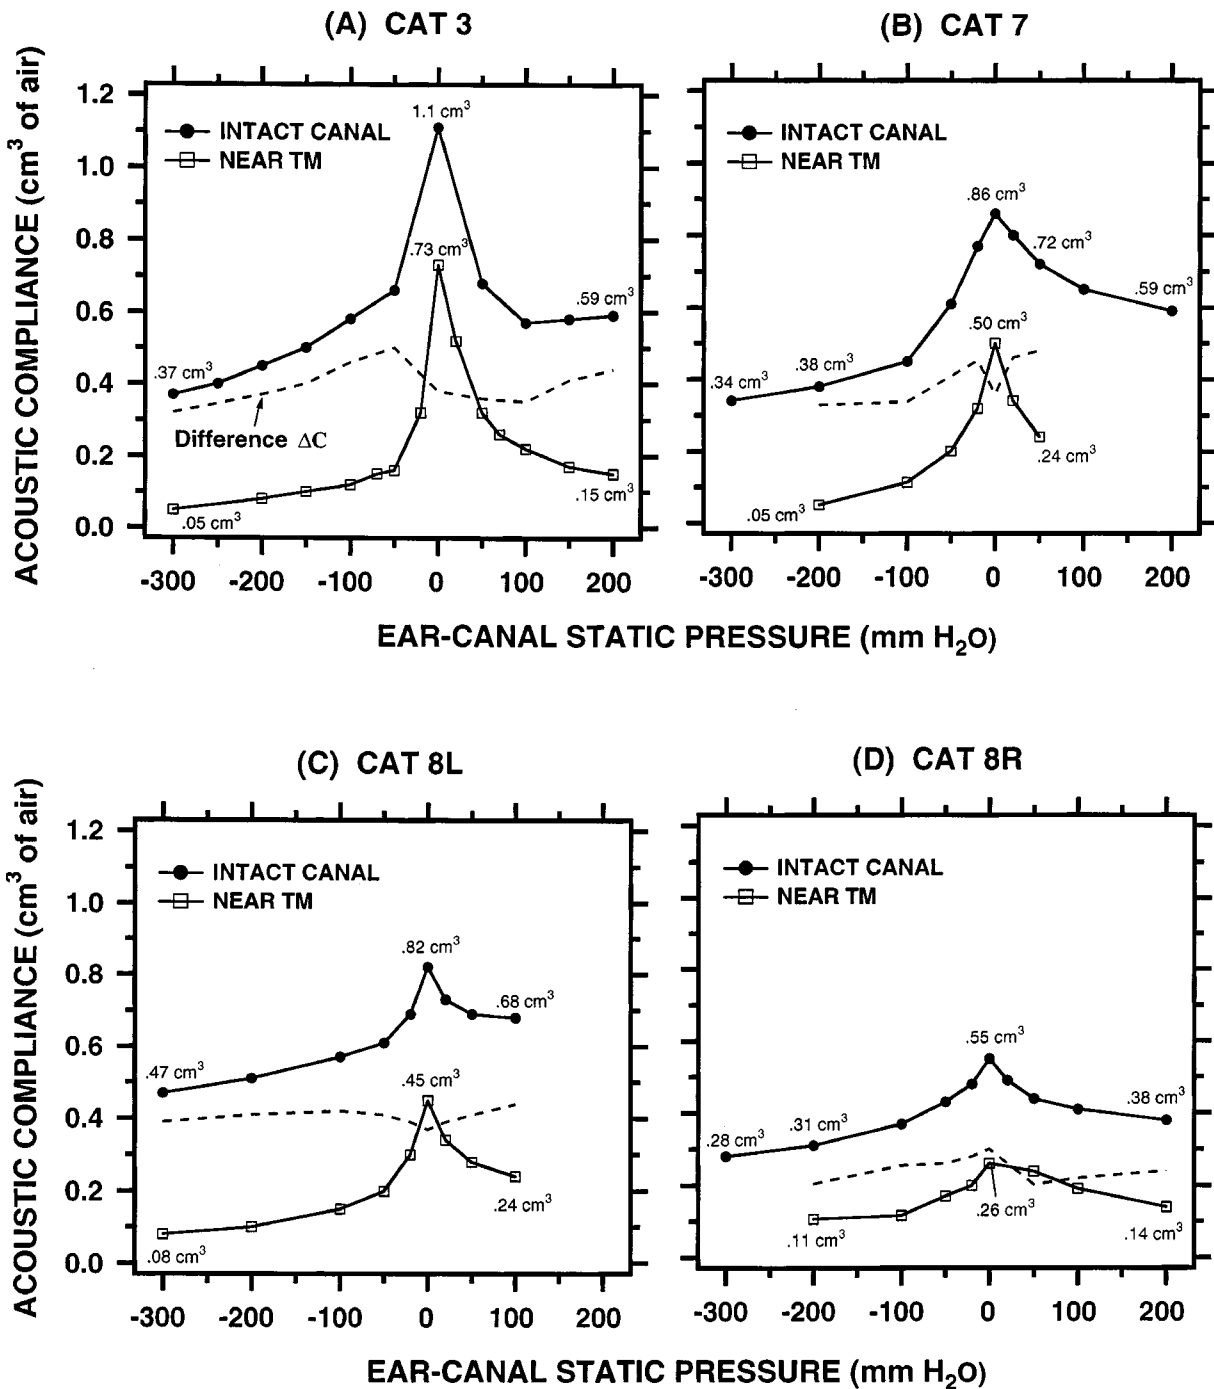 (A) CAT 3
(B) CAT 7
ACOUSTIC COMPLIANCE (cm³ of air)
1.2
1.0
0.8
0.6
0.4
0.2
0.0
INTACT CANAL
NEAR TM
1.1 cm³
.73 cm³
.59 cm³
.37 cm³
Difference ΔC
.15 cm³
.05 cm³
-300 -200 -100 0 100 200
INTACT CANAL
NEAR TM
.86 cm³
.72 cm³
.59 cm³
.50 cm³
.38 cm³
.34 cm³
.24 cm³
.05 cm³
-300 -200 -100 0 100 200
EAR-CANAL STATIC PRESSURE (mm H₂O)
(C) CAT 8L
(D) CAT 8R
ACOUSTIC COMPLIANCE (cm³ of air)
1.2
1.0
0.8
0.6
0.4
0.2
0.0
INTACT CANAL
NEAR TM
.82 cm³
.68 cm³
.47 cm³
.45 cm³
.24 cm³
.08 cm³
-300 -200 -100 0 100 200
INTACT CANAL
NEAR TM
.55 cm³
.38 cm³
.31 cm³
.28 cm³
.26 cm³
.11 cm³
.14 cm³
-300 -200 -100 0 100 200
EAR-CANAL STATIC PRESSURE (mm H₂O)